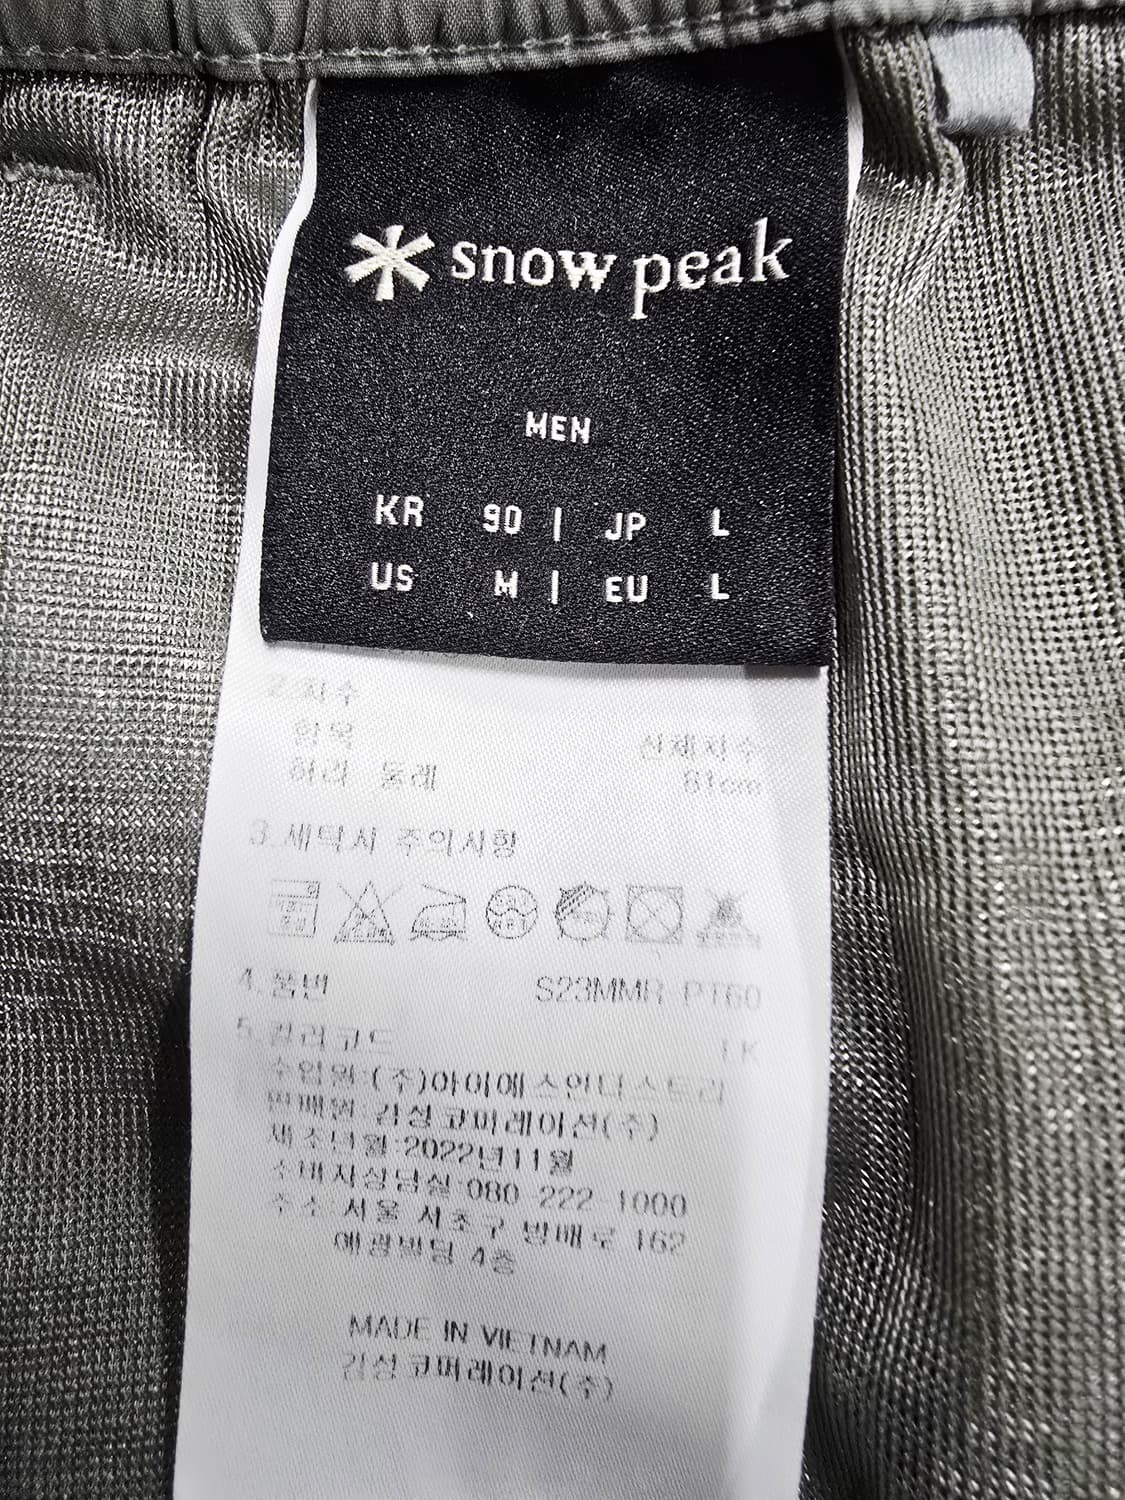 snow peak
MEN
KR 90 | JP L
US M | EU L
2.치수
항목 신체치수
허리 둘레 81cm
3.세탁시 주의사항
4.품번 S23MMR PT60
5.컬러코드 LK
수입원:(주)아이에스인더스트리
판매원:감성코퍼레이션(주)
제조년월:2022년11월
소비자상담실:080-222-1000
주소:서울 서초구 방배로 162
애광빌딩 4층
MADE IN VIETNAM
감성코퍼레이션(주)